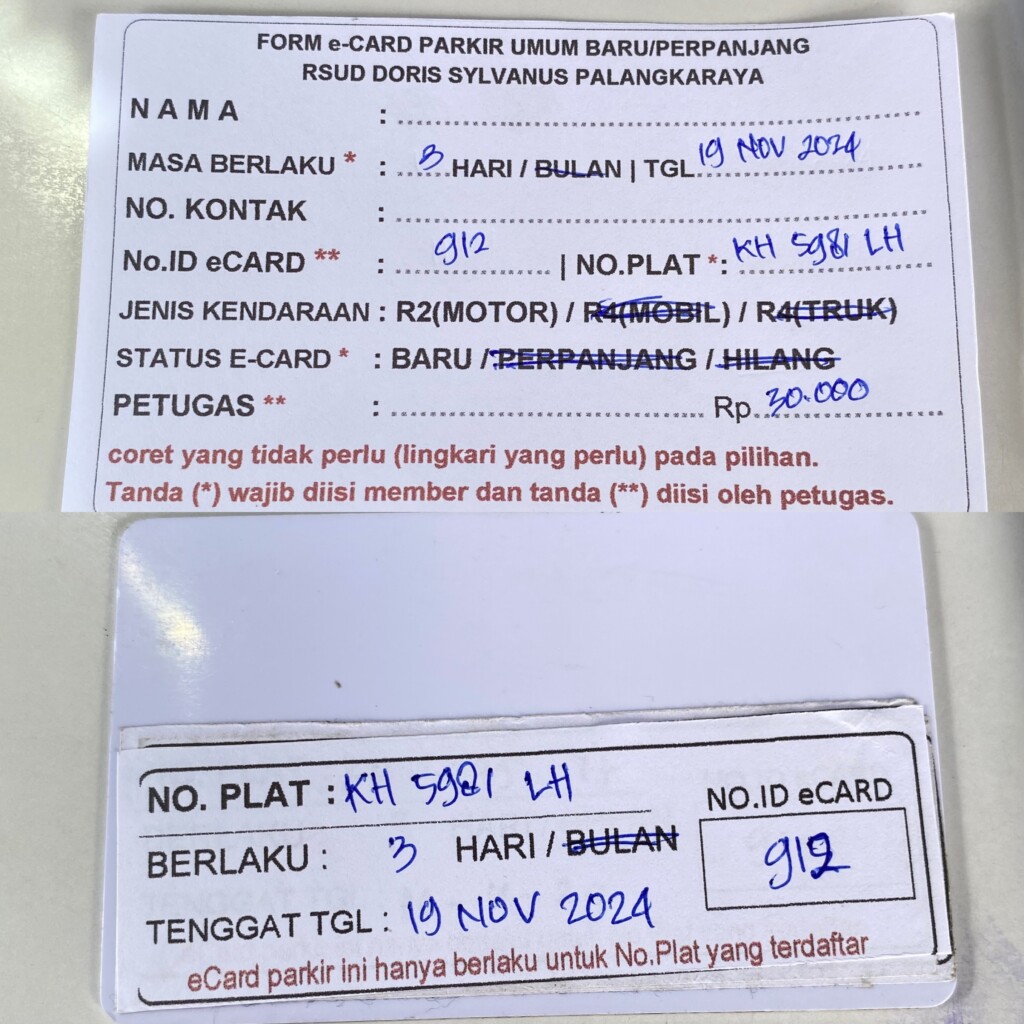 FORM e-CARD PARKIR UMUM BARU/PERPANJANG
RSUD DORIS SYLVANUS PALANGKARAYA
N A M A :
MASA BERLAKU * : 3 HARI / BULAN | TGL 19 NOV 2024
NO. KONTAK :
No.ID eCARD ** : 912 | NO.PLAT *: KH 5981 LH
JENIS KENDARAAN : R2(MOTOR) / R4(MOBIL) / R4(TRUK)
STATUS E-CARD * : BARU / PERPANJANG / HILANG
PETUGAS ** : Rp 30.000
coret yang tidak perlu (lingkari yang perlu) pada pilihan.
Tanda (*) wajib diisi member dan tanda (**) diisi oleh petugas.
NO. PLAT : KH 5981 LH
BERLAKU : 3 HARI / BULAN
TENGGAT TGL : 19 NOV 2024
NO.ID eCARD
912
eCard parkir ini hanya berlaku untuk No.Plat yang terdaftar